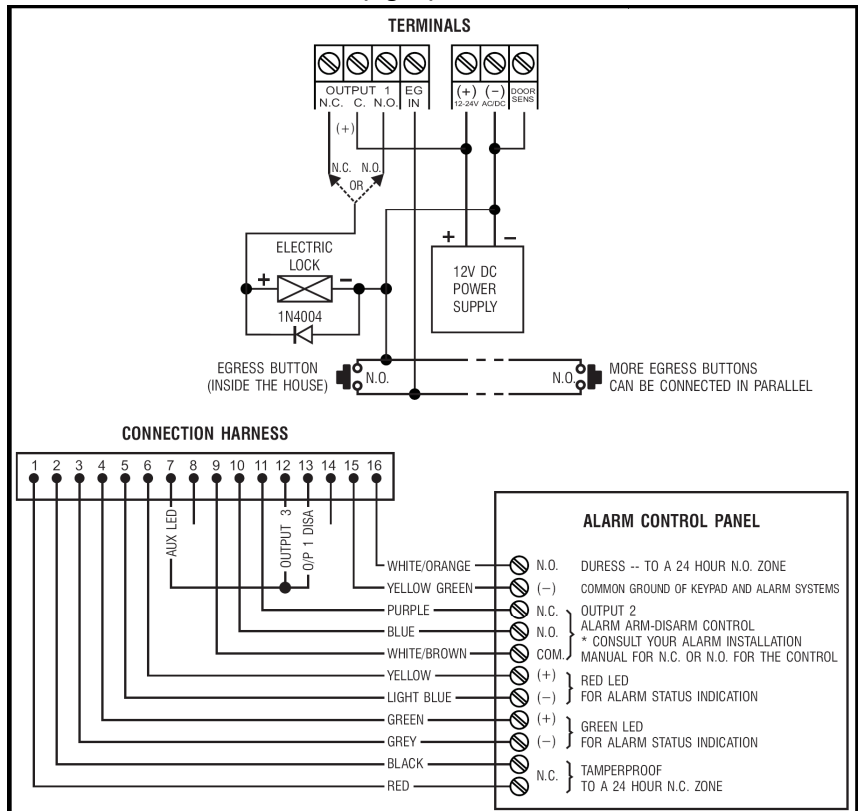 TERMINALS
OUTPUT 1
N.C. C. N.O.
EG
IN
(+) (−)
12-24V AC/DC
DOOR
SENS
(+)
N.C. N.O.
OR
ELECTRIC
LOCK
+ −
1N4004
+ −
12V DC
POWER
SUPPLY
EGRESS BUTTON
(INSIDE THE HOUSE)
N.O.
N.O.
MORE EGRESS BUTTONS
CAN BE CONNECTED IN PARALLEL
CONNECTION HARNESS
1 2 3 4 5 6 7 8 9 10 11 12 13 14 15 16
AUX LED
OUTPUT 3
O/P 1 DISA
ALARM CONTROL PANEL
WHITE/ORANGE N.O. DURESS -- TO A 24 HOUR N.O. ZONE
YELLOW GREEN (−) COMMON GROUND OF KEYPAD AND ALARM SYSTEMS
PURPLE N.C. OUTPUT 2
BLUE N.O. ALARM ARM-DISARM CONTROL
* CONSULT YOUR ALARM INSTALLATION
WHITE/BROWN COM. MANUAL FOR N.C. OR N.O. FOR THE CONTROL
YELLOW (+)
RED LED
LIGHT BLUE (−) FOR ALARM STATUS INDICATION
GREEN (+)
GREEN LED
GREY (−) FOR ALARM STATUS INDICATION
BLACK
N.C. TAMPERPROOF
RED TO A 24 HOUR N.C. ZONE